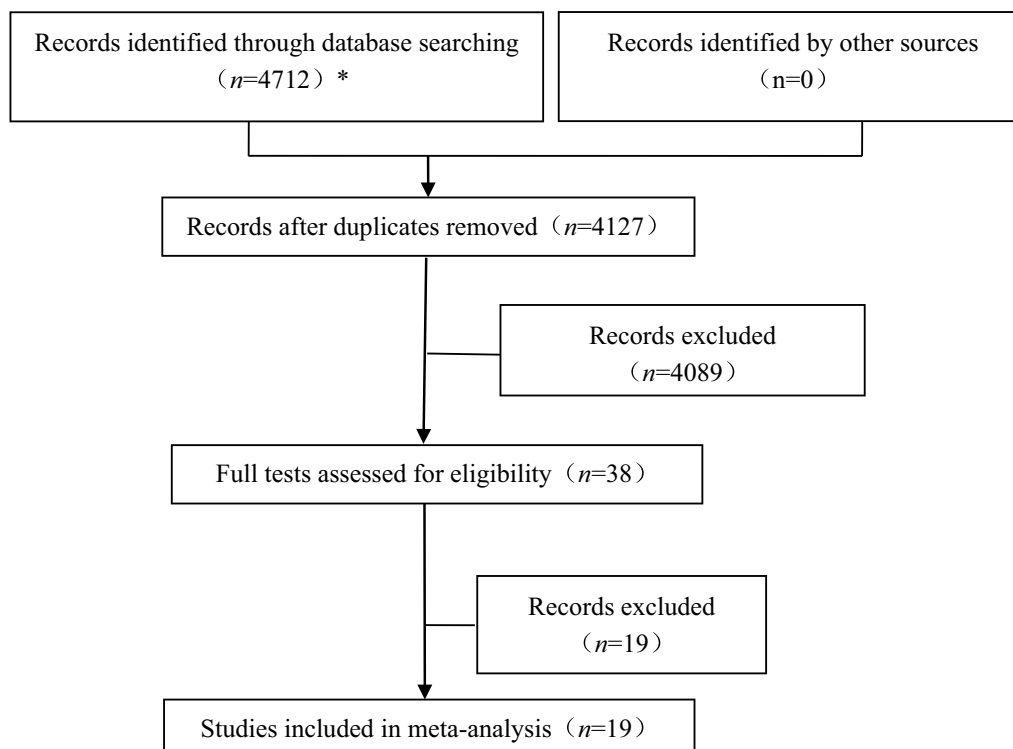 Records identified through database searching
（n=4712）*
Records identified by other sources
（n=0）
Records after duplicates removed（n=4127）
Records excluded
（n=4089）
Full tests assessed for eligibility（n=38）
Records excluded
（n=19）
Studies included in meta-analysis（n=19）